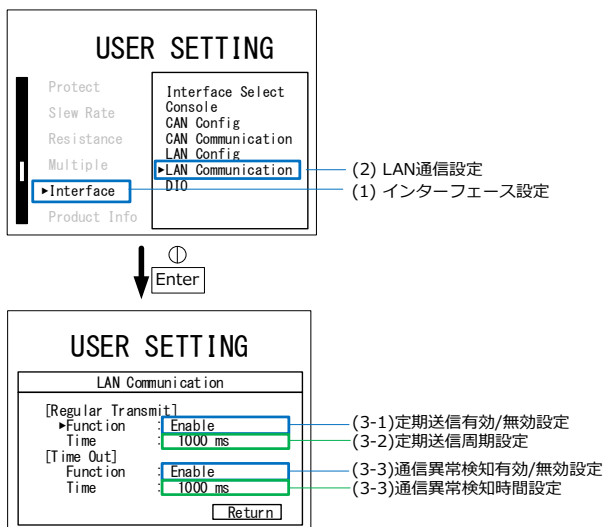 USER SETTING
Protect
Slew Rate
Resistance
Multiple
►Interface
Product Info
Interface Select
Console
CAN Config
CAN Communication
LAN Config
►LAN Communication
DIO
(2) LAN通信設定
(1) インターフェース設定
Enter
USER SETTING
LAN Communication
[Regular Transmit]
►Function : Enable
Time : 1000 ms
[Time Out]
Function : Enable
Time : 1000 ms
Return
(3-1)定期送信有効/無効設定
(3-2)定期送信周期設定
(3-3)通信異常検知有効/無効設定
(3-3)通信異常検知時間設定